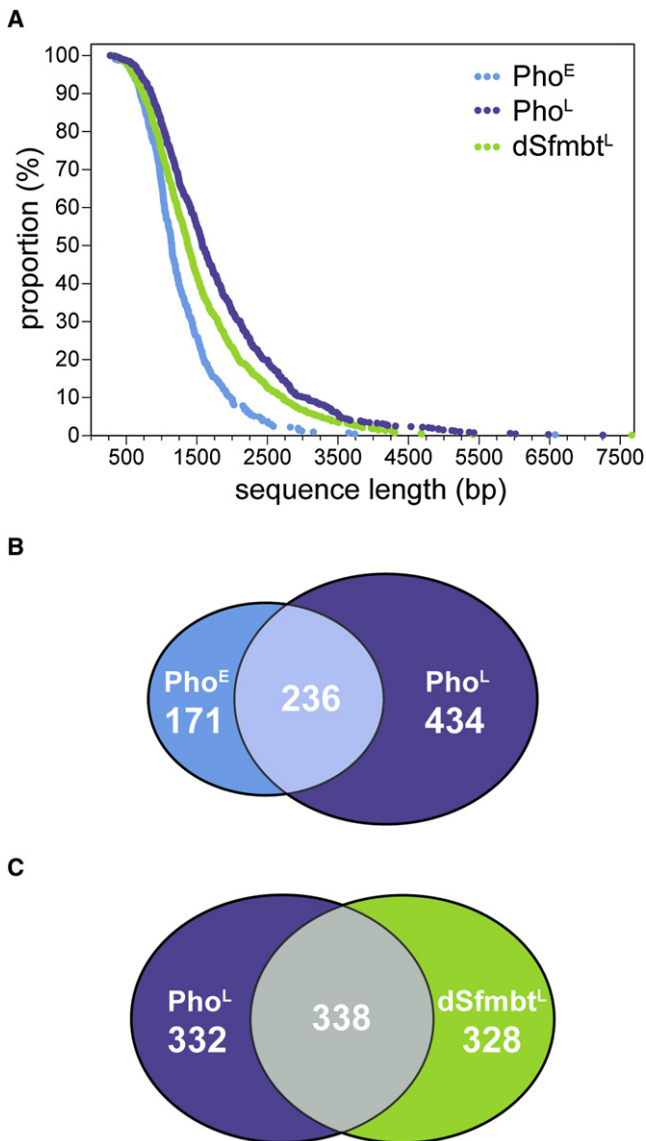 A
100
90
80
70
60
50
40
30
20
10
0
proportion (%)
500 1500 2500 3500 4500 5500 6500 7500
sequence length (bp)
Pho^E
Pho^L
dSfmbt^L
B
Pho^E
171
236
Pho^L
434
C
Pho^L
332
338
dSfmbt^L
328